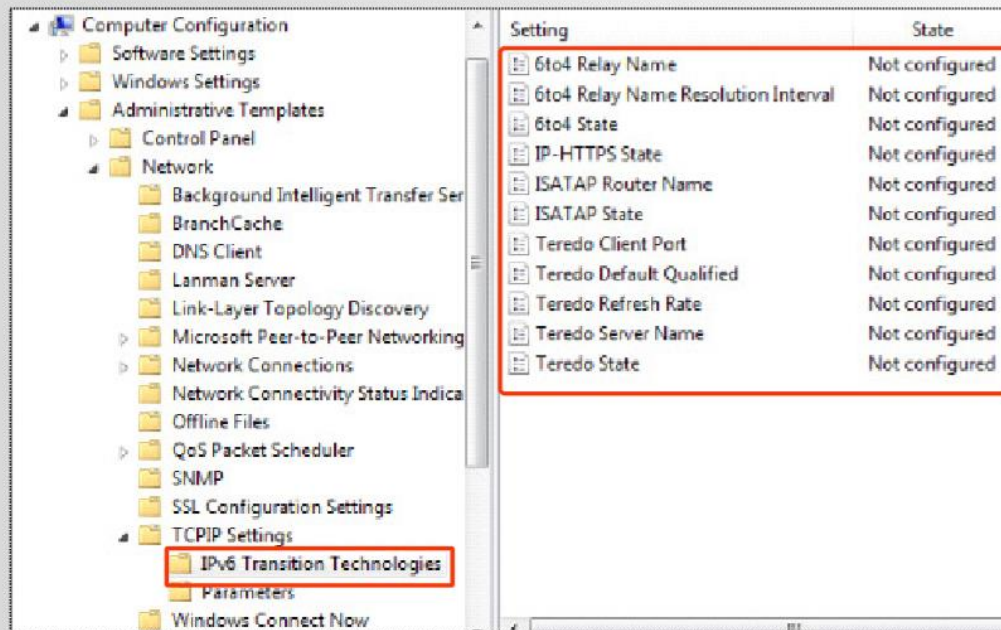 Computer Configuration
Software Settings
Windows Settings
Administrative Templates
Control Panel
Network
Background Intelligent Transfer Ser
BranchCache
DNS Client
Lanman Server
Link-Layer Topology Discovery
Microsoft Peer-to-Peer Networking
Network Connections
Network Connectivity Status Indica
Offline Files
QoS Packet Scheduler
SNMP
SSL Configuration Settings
TCPIP Settings
IPv6 Transition Technologies
Parameters
Windows Connect Now
Setting State
6to4 Relay Name Not configured
6to4 Relay Name Resolution Interval Not configured
6to4 State Not configured
IP-HTTPS State Not configured
ISATAP Router Name Not configured
ISATAP State Not configured
Teredo Client Port Not configured
Teredo Default Qualified Not configured
Teredo Refresh Rate Not configured
Teredo Server Name Not configured
Teredo State Not configured